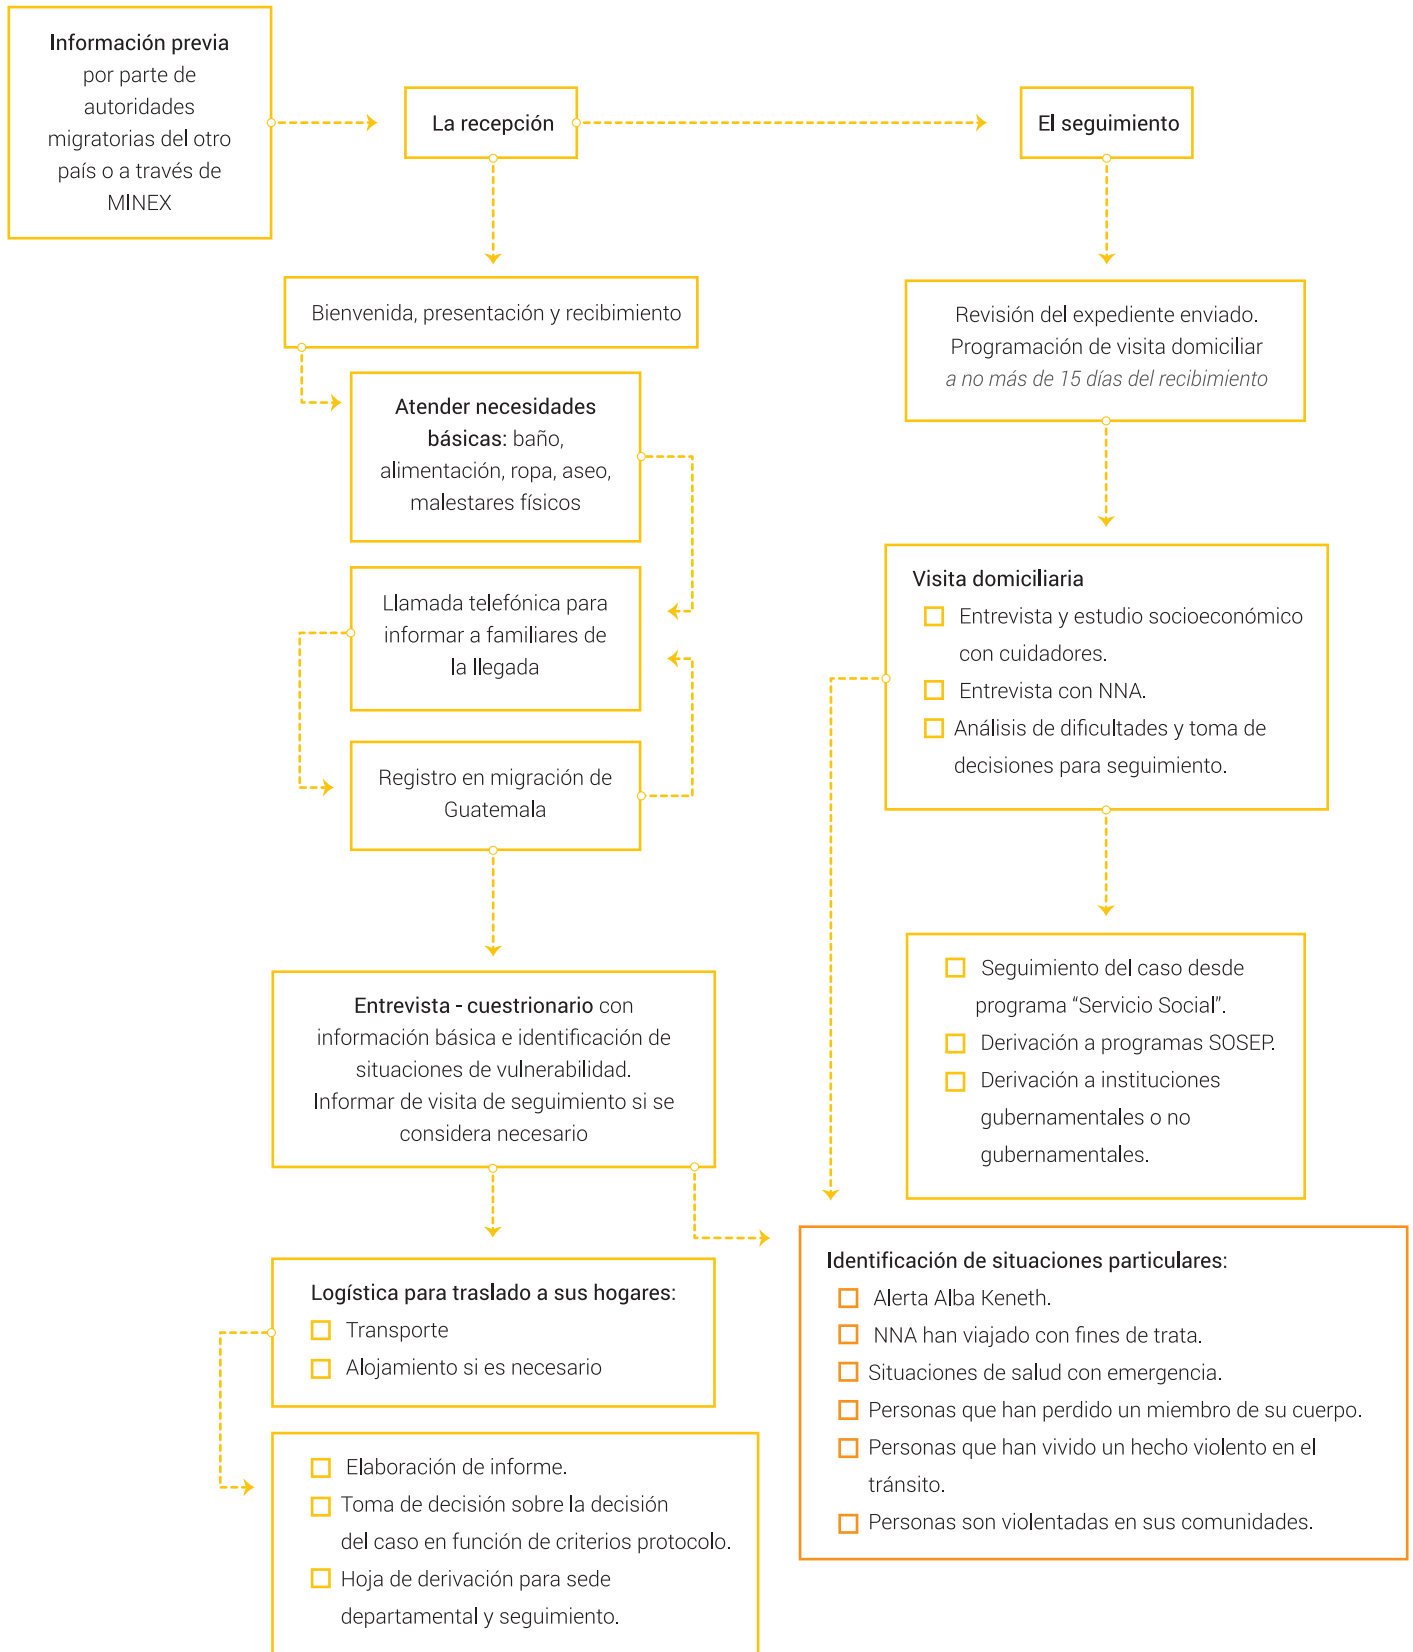 Información previa
por parte de
autoridades
migratorias del otro
país o a través de
MINEX
La recepción
El seguimiento
Bienvenida, presentación y recibimiento
Atender necesidades
básicas: baño,
alimentación, ropa, aseo,
malestares físicos
Llamada telefónica para
informar a familiares de
la llegada
Registro en migración de
Guatemala
Entrevista - cuestionario con
información básica e identificación de
situaciones de vulnerabilidad.
Informar de visita de seguimiento si se
considera necesario
Logística para traslado a sus hogares:
Transporte
Alojamiento si es necesario
Elaboración de informe.
Toma de decisión sobre la decisión
del caso en función de criterios protocolo.
Hoja de derivación para sede
departamental y seguimiento.
Revisión del expediente enviado.
Programación de visita domiciliar
a no más de 15 días del recibimiento
Visita domiciliaria
Entrevista y estudio socioeconómico
con cuidadores.
Entrevista con NNA.
Análisis de dificultades y toma de
decisiones para seguimiento.
Seguimiento del caso desde
programa “Servicio Social”.
Derivación a programas SOSEP.
Derivación a instituciones
gubernamentales o no
gubernamentales.
Identificación de situaciones particulares:
Alerta Alba Keneth.
NNA han viajado con fines de trata.
Situaciones de salud con emergencia.
Personas que han perdido un miembro de su cuerpo.
Personas que han vivido un hecho violento en el
tránsito.
Personas son violentadas en sus comunidades.